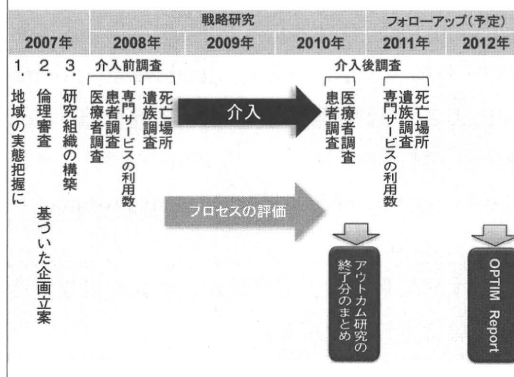 戦略研究
フォローアップ(予定)
2007年
2008年
2009年
2010年
2011年
2012年
1. 地域の実態把握に
基づいた企画立案
2. 倫理審査
3. 研究組織の構築
介入前調査
医療者調査
患者調査
専門サービスの利用数
遺族調査
死亡場所
介入
プロセスの評価
介入後調査
患者調査
医療者調査
専門サービスの利用数
遺族調査
死亡場所
アウトカム研究の
終了分のまとめ
OPTIM Report